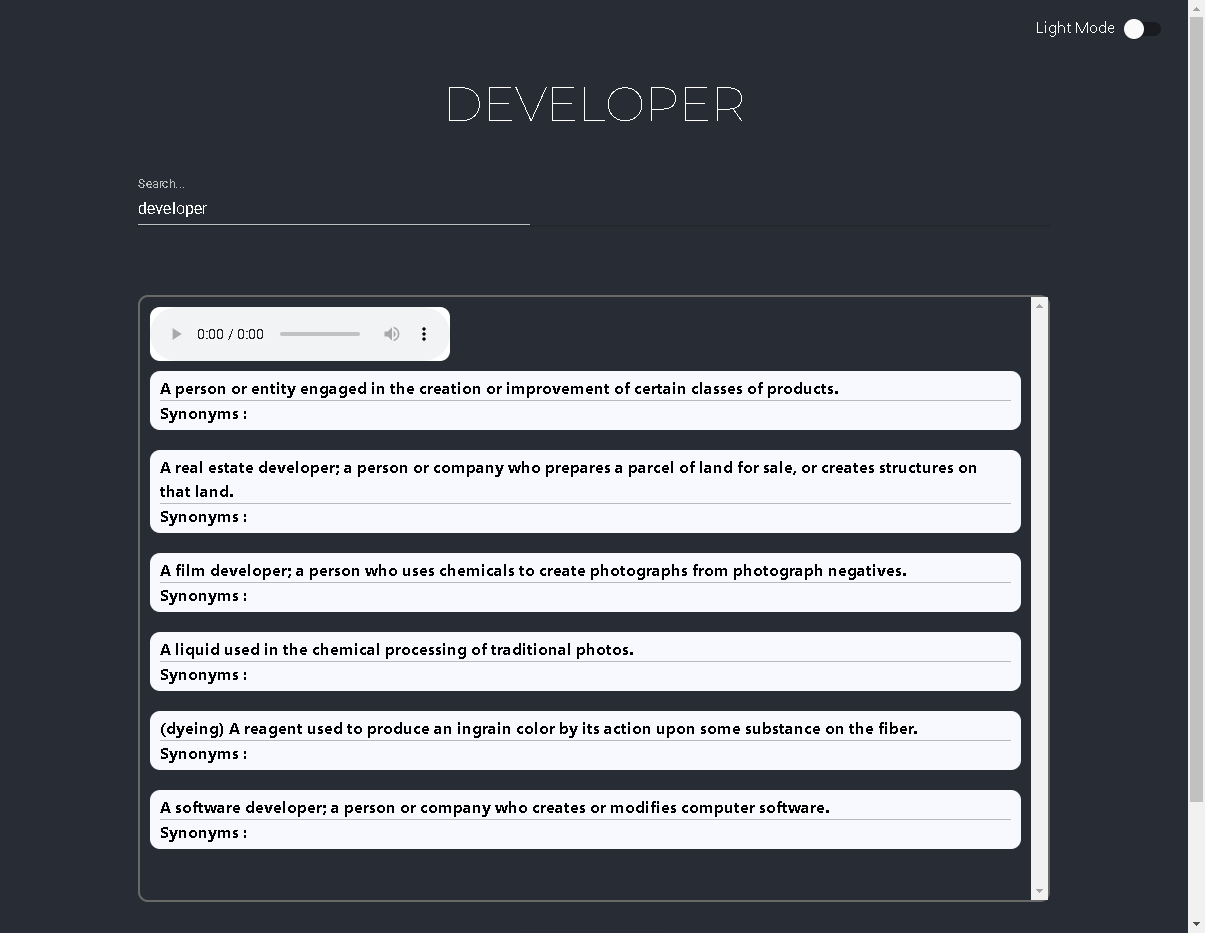 Light Mode
DEVELOPER
Search...
developer
0:00 / 0:00
A person or entity engaged in the creation or improvement of certain classes of products.
Synonyms :
A real estate developer; a person or company who prepares a parcel of land for sale, or creates structures on
that land.
Synonyms :
A film developer; a person who uses chemicals to create photographs from photograph negatives.
Synonyms :
A liquid used in the chemical processing of traditional photos.
Synonyms :
(dyeing) A reagent used to produce an ingrain color by its action upon some substance on the fiber.
Synonyms :
A software developer; a person or company who creates or modifies computer software.
Synonyms :